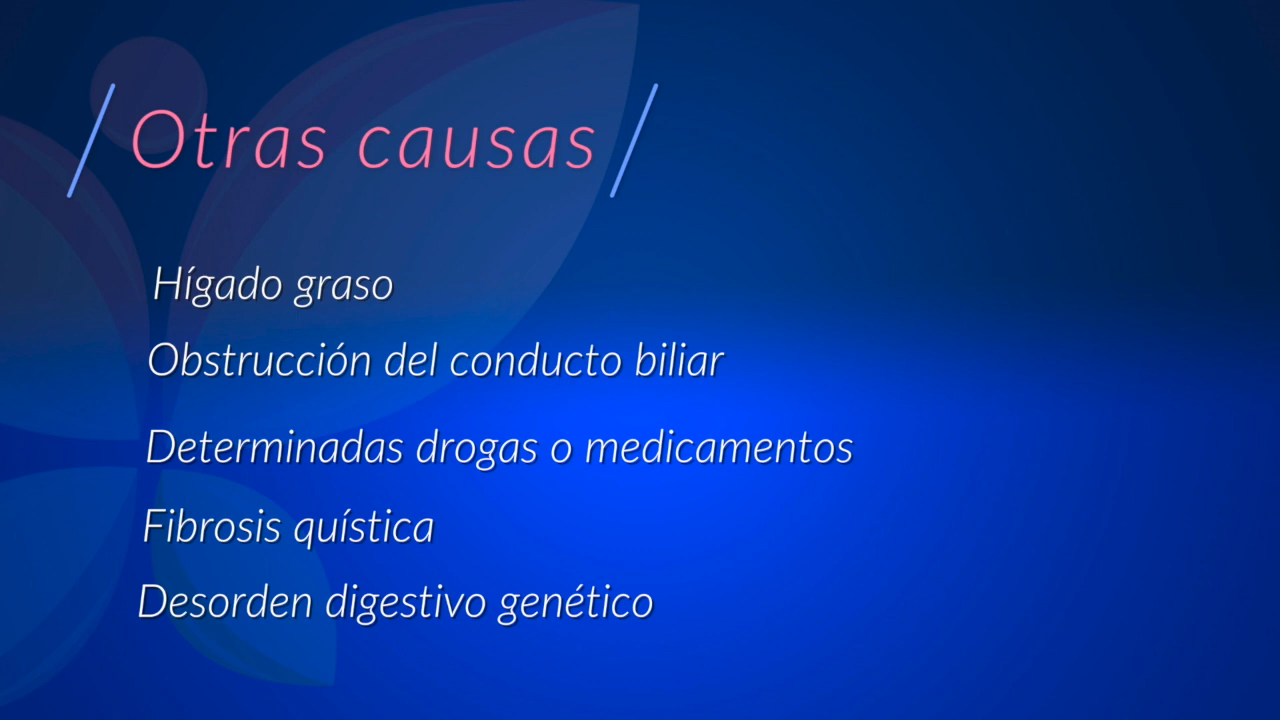 Otras causas
Hígado graso
Obstrucción del conducto biliar
Determinadas drogas o medicamentos
Fibrosis quística
Desorden digestivo genético